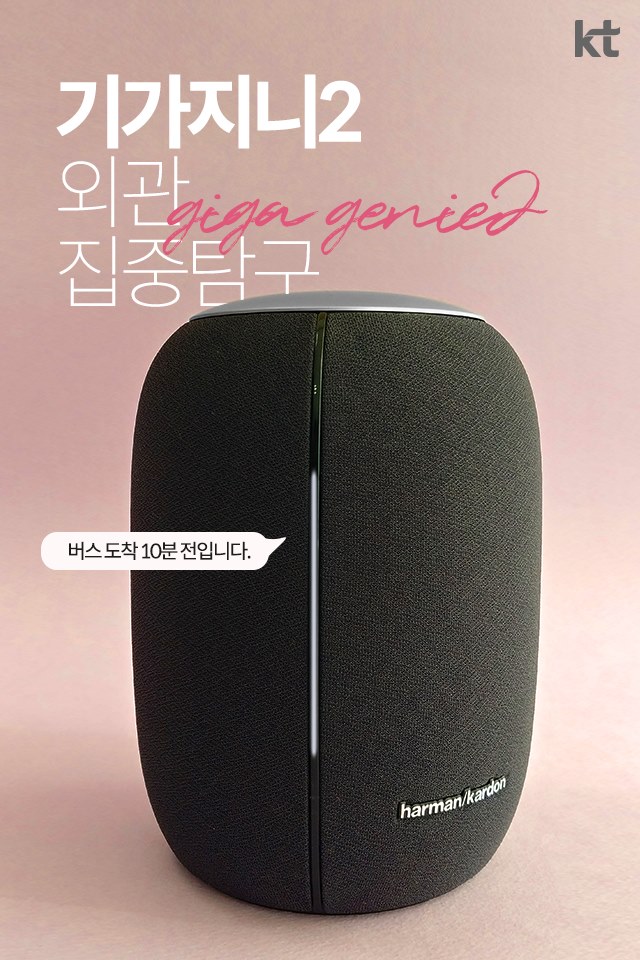 kt
기가지니2
외관
giga genie2
집중탐구
버스 도착 10분 전입니다.
harman/kardon